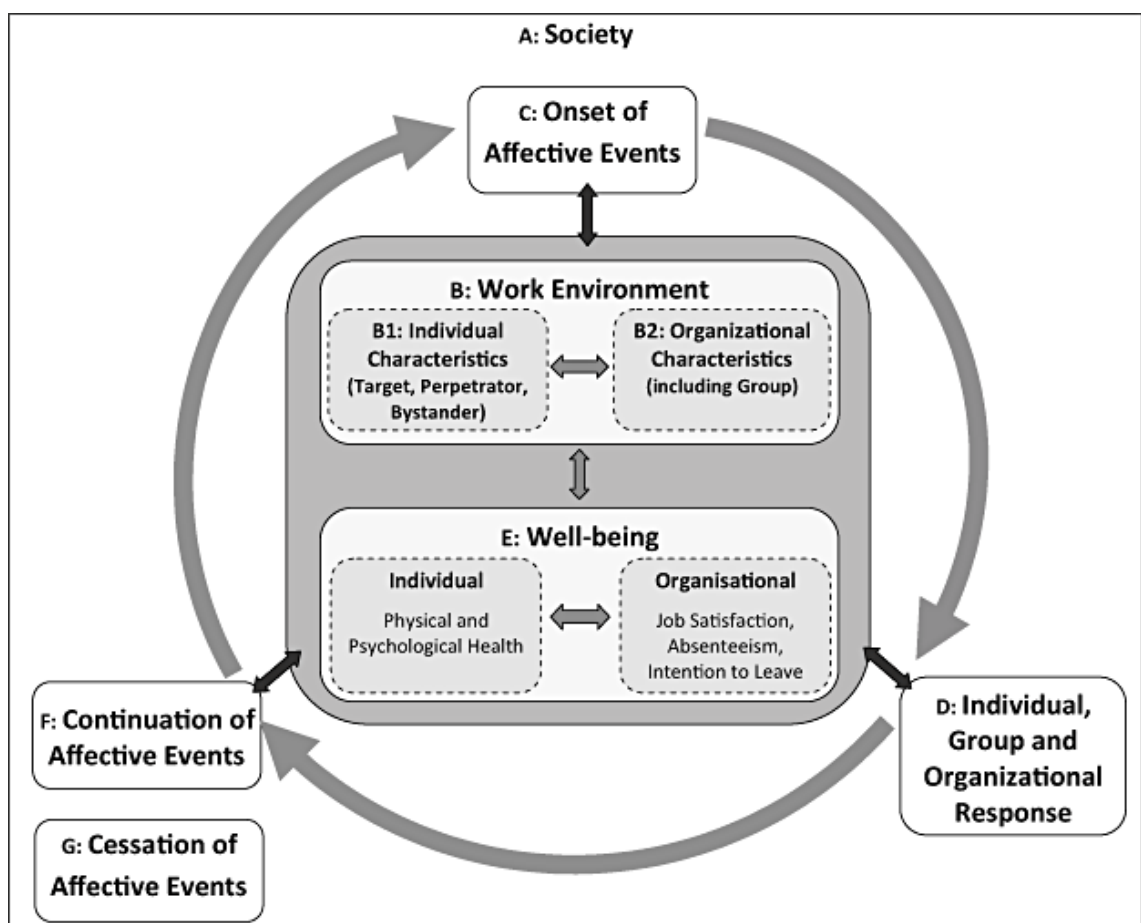 A: Society
C: Onset of
Affective Events
B: Work Environment
B1: Individual
Characteristics
(Target, Perpetrator,
Bystander)
B2: Organizational
Characteristics
(including Group)
E: Well-being
Individual
Physical and
Psychological Health
Organisational
Job Satisfaction,
Absenteeism,
Intention to Leave
F: Continuation of
Affective Events
D: Individual,
Group and
Organizational
Response
G: Cessation of
Affective Events